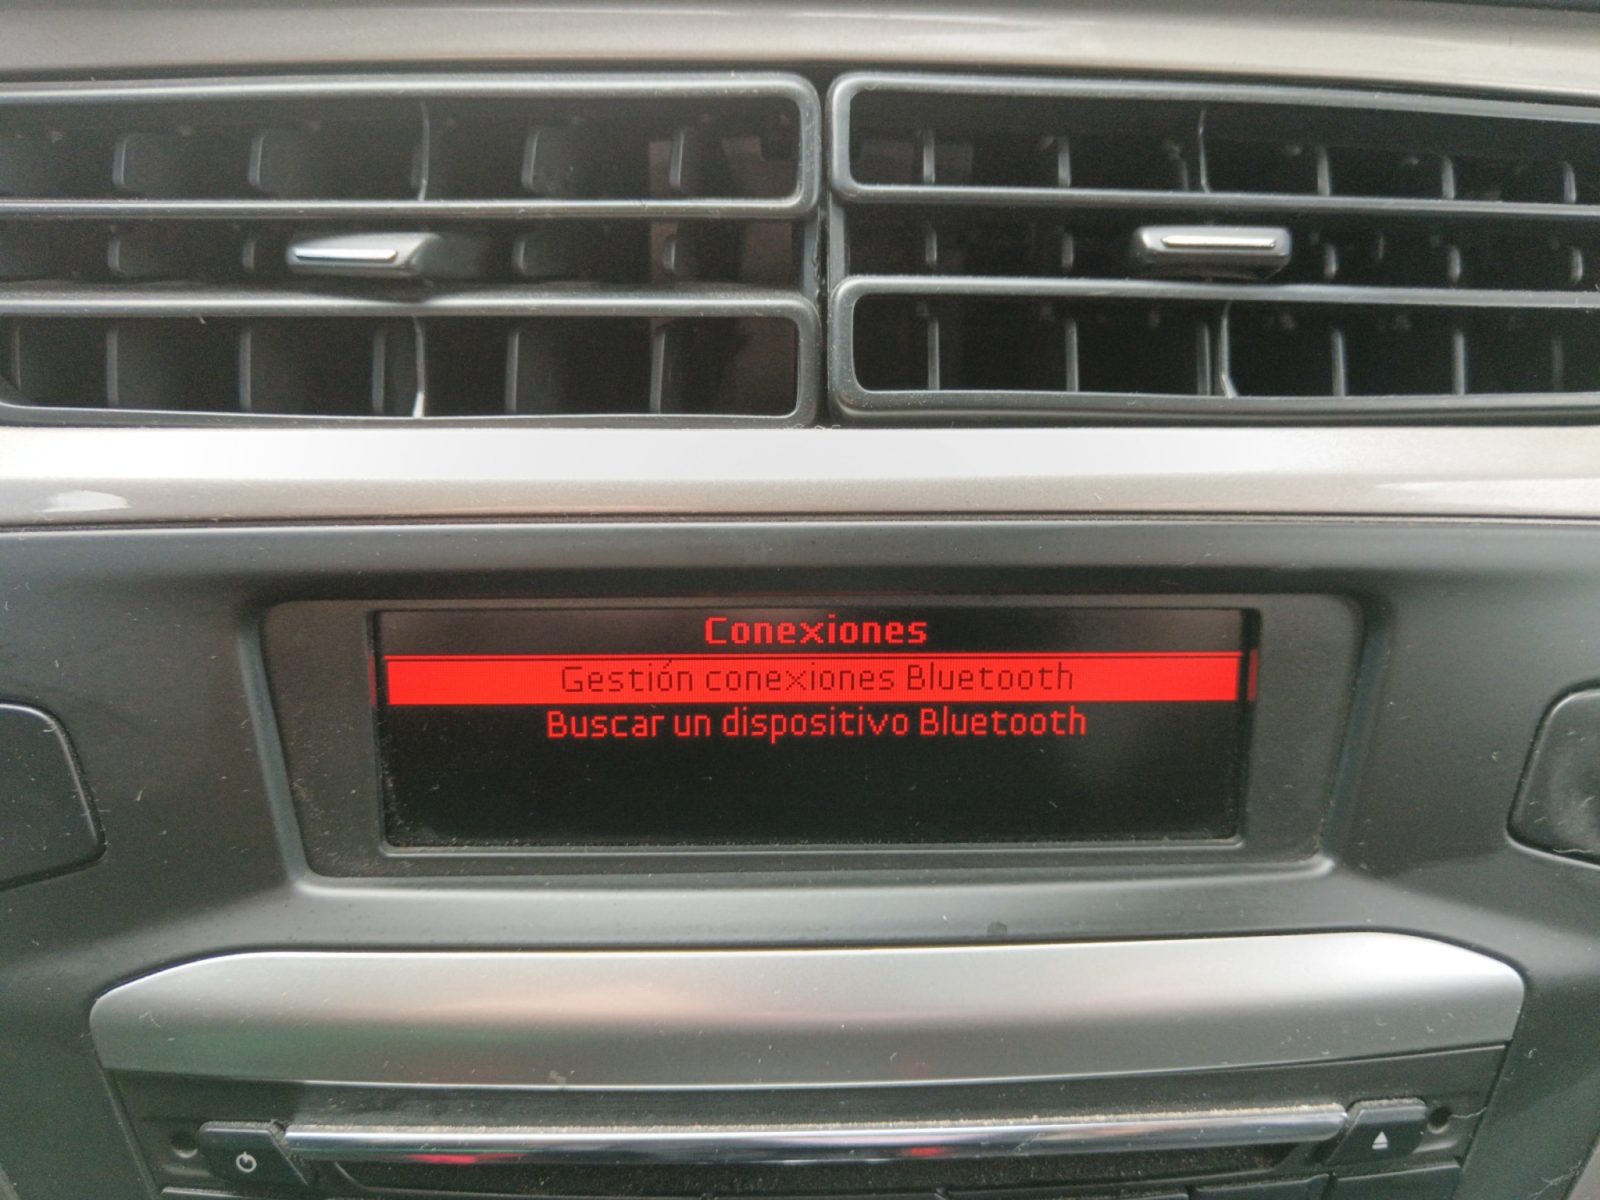 Conexiones
Gestión conexiones Bluetooth
Buscar un dispositivo Bluetooth